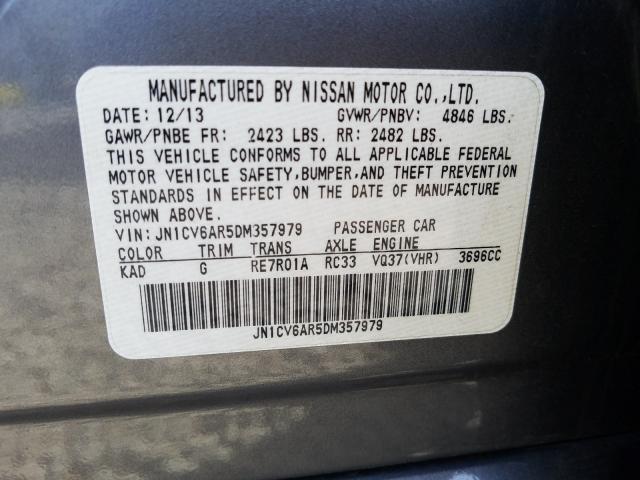 MANUFACTURED BY NISSAN MOTOR CO.,LTD.
DATE: 12/13 GVWR/PNBV: 4846 LBS.
GAWR/PNBE FR: 2423 LBS. RR: 2482 LBS.
THIS VEHICLE CONFORMS TO ALL APPLICABLE FEDERAL
MOTOR VEHICLE SAFETY,BUMPER,AND THEFT PREVENTION
STANDARDS IN EFFECT ON THE DATE OF MANUFACTURE
SHOWN ABOVE.
VIN: JN1CV6AR5DM357979 PASSENGER CAR
COLOR TRIM TRANS AXLE ENGINE
KAD G RE7R01A RC33 VQ37(VHR) 3696CC
JN1CV6AR5DM357979